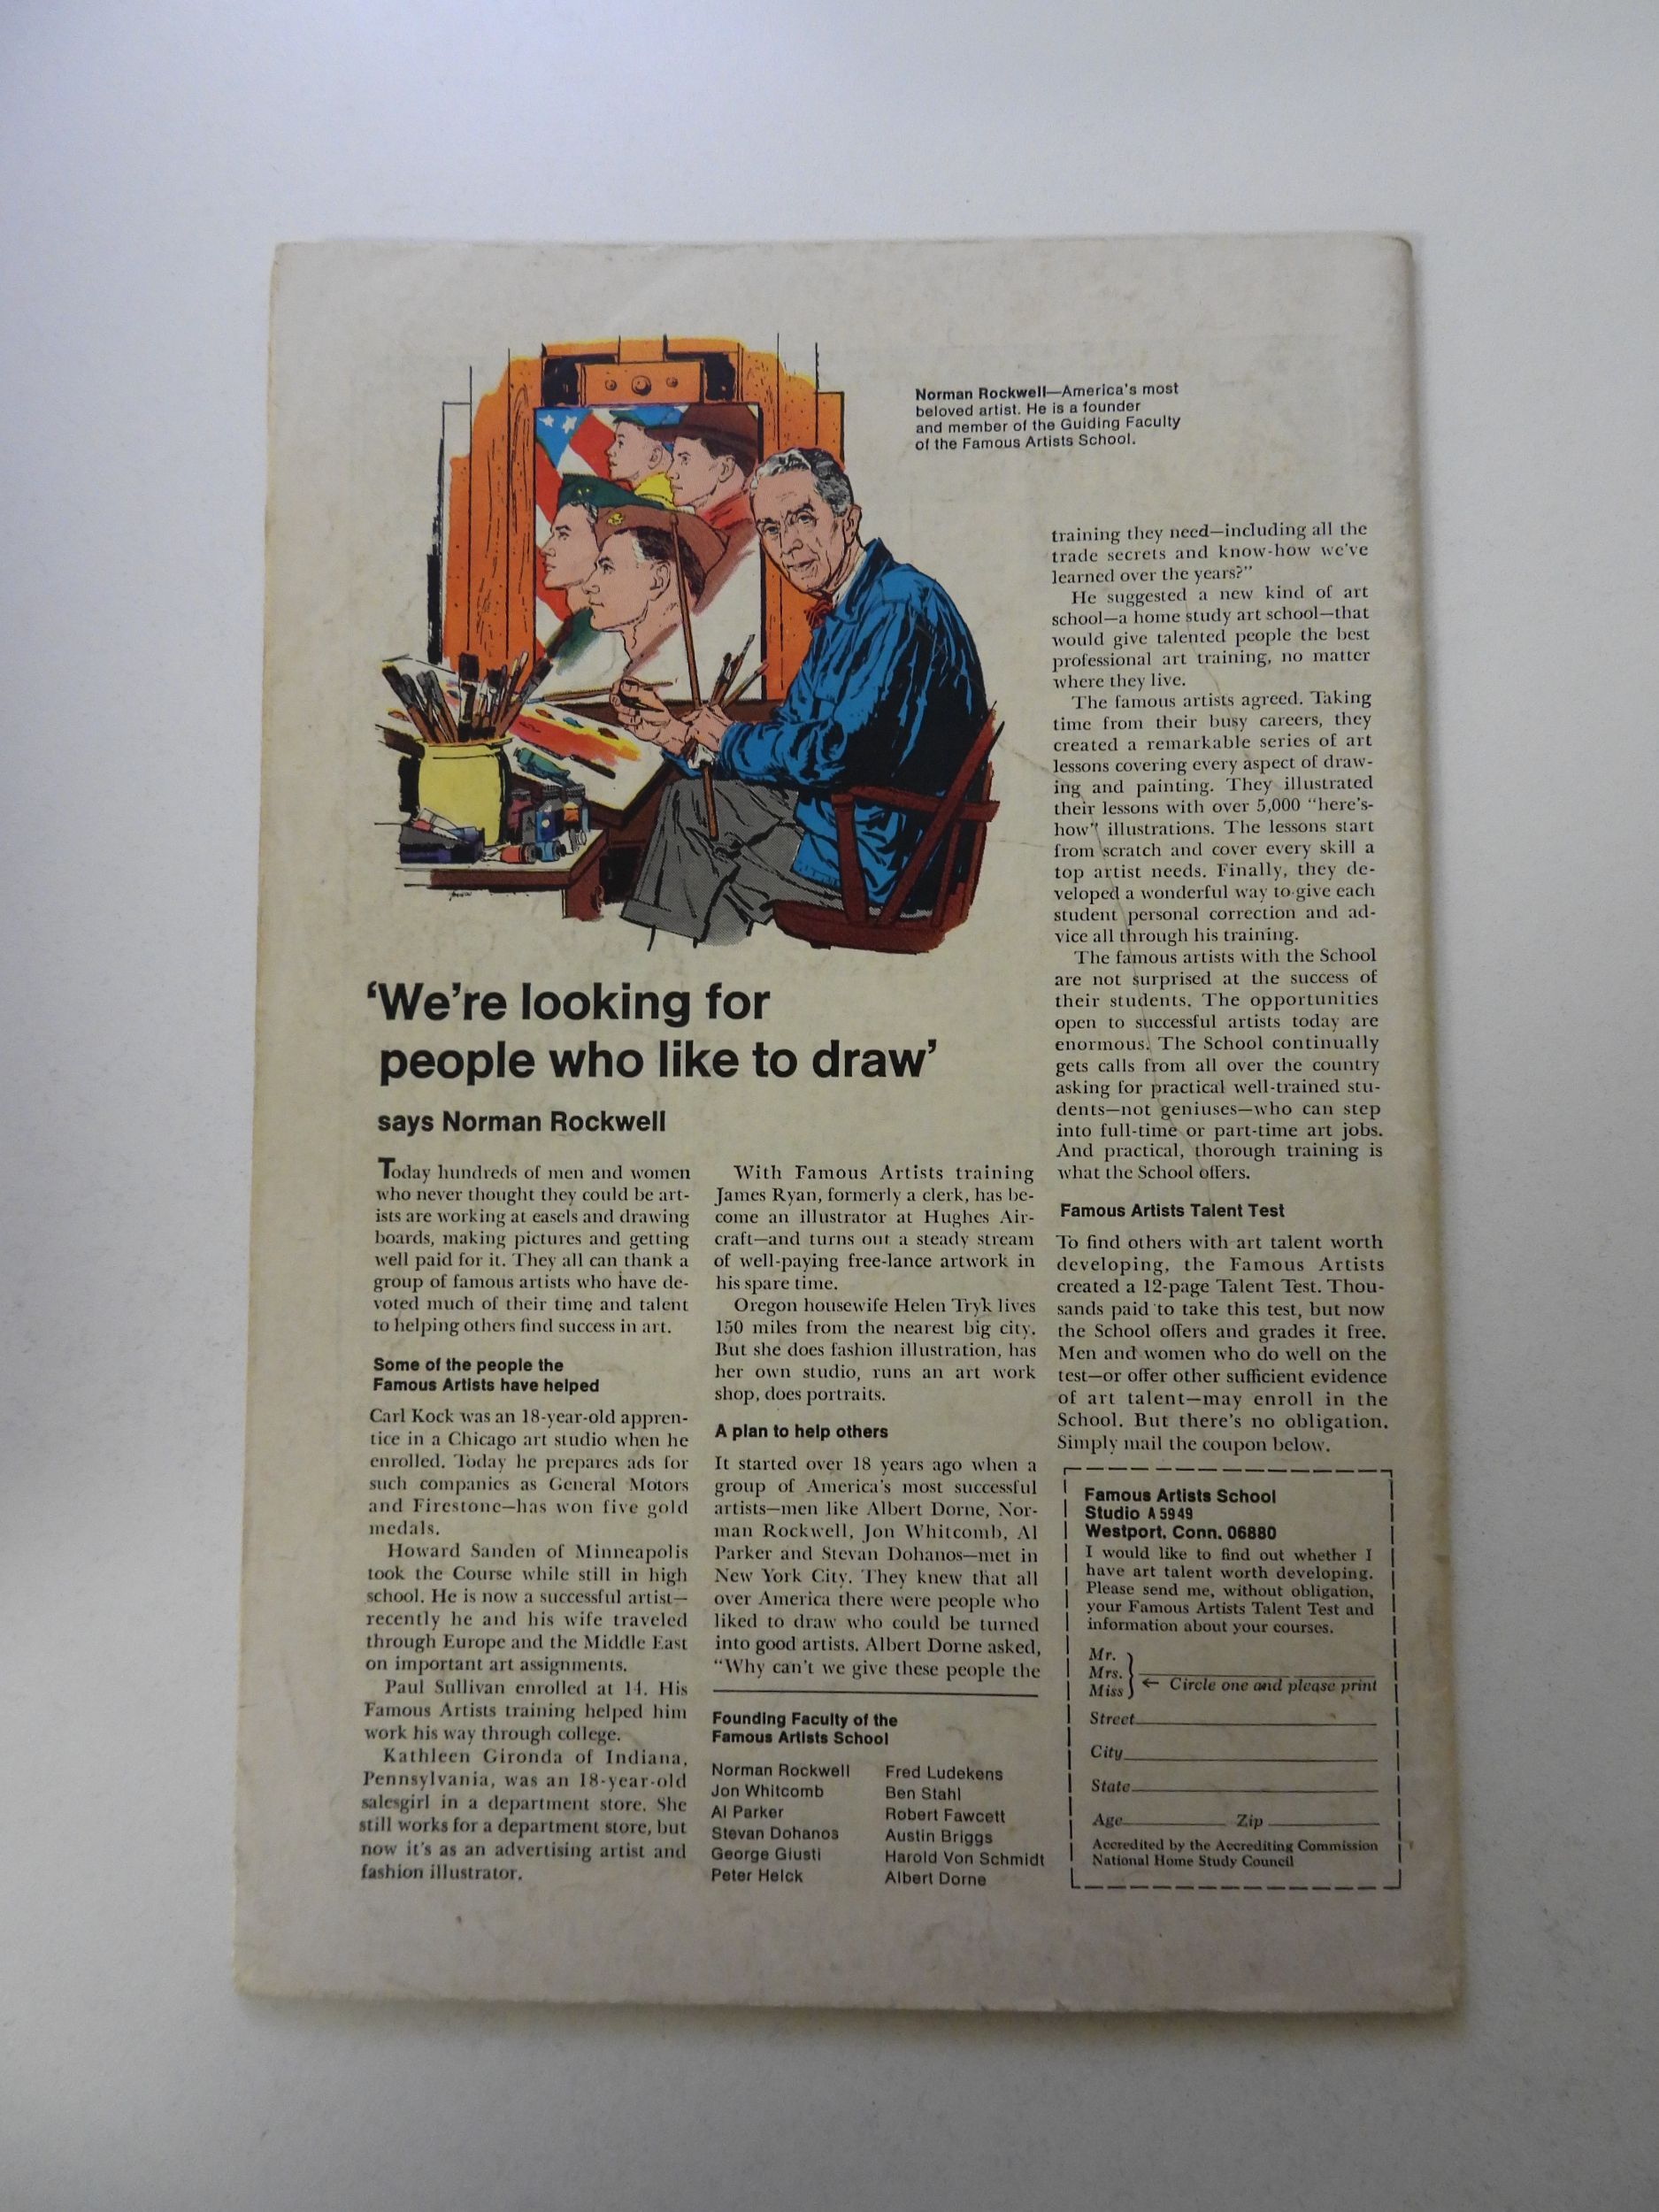 Norman Rockwell—America's most
beloved artist. He is a founder
and member of the Guiding Faculty
of the Famous Artists School.
'We're looking for
people who like to draw'
says Norman Rockwell
Today hundreds of men and women
who never thought they could be art-
ists are working at easels and drawing
boards, making pictures and getting
well paid for it. They all can thank a
group of famous artists who have de-
voted much of their time and talent
to helping others find success in art.
Some of the people the
Famous Artists have helped
Carl Kock was an 18-year-old appren-
tice in a Chicago art studio when he
enrolled. Today he prepares ads for
such companies as General Motors
and Firestone—has won five gold
medals.
Howard Sanden of Minneapolis
took the Course while still in high
school. He is now a successful artist—
recently he and his wife traveled
through Europe and the Middle East
on important art assignments.
Paul Sullivan enrolled at 14. His
Famous Artists training helped him
work his way through college.
Kathleen Gironda of Indiana,
Pennsylvania, was an 18-year-old
salesgirl in a department store. She
still works for a department store, but
now it's as an advertising artist and
fashion illustrator.
With Famous Artists training
James Ryan, formerly a clerk, has be-
come an illustrator at Hughes Air-
craft—and turns out a steady stream
of well-paying free-lance artwork in
his spare time.
Oregon housewife Helen Tryk lives
150 miles from the nearest big city.
But she does fashion illustration, has
her own studio, runs an art work
shop, does portraits.
A plan to help others
It started over 18 years ago when a
group of America's most successful
artists—men like Albert Dorne, Nor-
man Rockwell, Jon Whitcomb, Al
Parker and Stevan Dohanos—met in
New York City. They knew that all
over America there were people who
liked to draw who could be turned
into good artists. Albert Dorne asked,
"Why can't we give these people the
Founding Faculty of the
Famous Artists School
Norman Rockwell
Jon Whitcomb
Al Parker
Stevan Dohanos
George Giusti
Peter Helck
Fred Ludekens
Ben Stahl
Robert Fawcett
Austin Briggs
Harold Von Schmidt
Albert Dorne
training they need—including all the
trade secrets and know-how we've
learned over the years?"
He suggested a new kind of art
school—a home study art school—that
would give talented people the best
professional art training, no matter
where they live.
The famous artists agreed. Taking
time from their busy careers, they
created a remarkable series of art
lessons covering every aspect of draw-
ing and painting. They illustrated
their lessons with over 5,000 "here's-
how" illustrations. The lessons start
from scratch and cover every skill a
top artist needs. Finally, they de-
veloped a wonderful way to give each
student personal correction and ad-
vice all through his training.
The famous artists with the School
are not surprised at the success of
their students. The opportunities
open to successful artists today are
enormous. The School continually
gets calls from all over the country
asking for practical well-trained stu-
dents—not geniuses—who can step
into full-time or part-time art jobs.
And practical, thorough training is
what the School offers.
Famous Artists Talent Test
To find others with art talent worth
developing, the Famous Artists
created a 12-page Talent Test. Thou-
sands paid to take this test, but now
the School offers and grades it free.
Men and women who do well on the
test—or offer other sufficient evidence
of art talent—may enroll in the
School. But there's no obligation.
Simply mail the coupon below.
Famous Artists School
Studio A5949
Westport, Conn. 06880
I would like to find out whether I
have art talent worth developing.
Please send me, without obligation,
your Famous Artists Talent Test and
information about your courses.
Mr.
Mrs.
Miss ← Circle one and please print
Street
City
State
Age Zip
Accredited by the Accrediting Commission
National Home Study Council